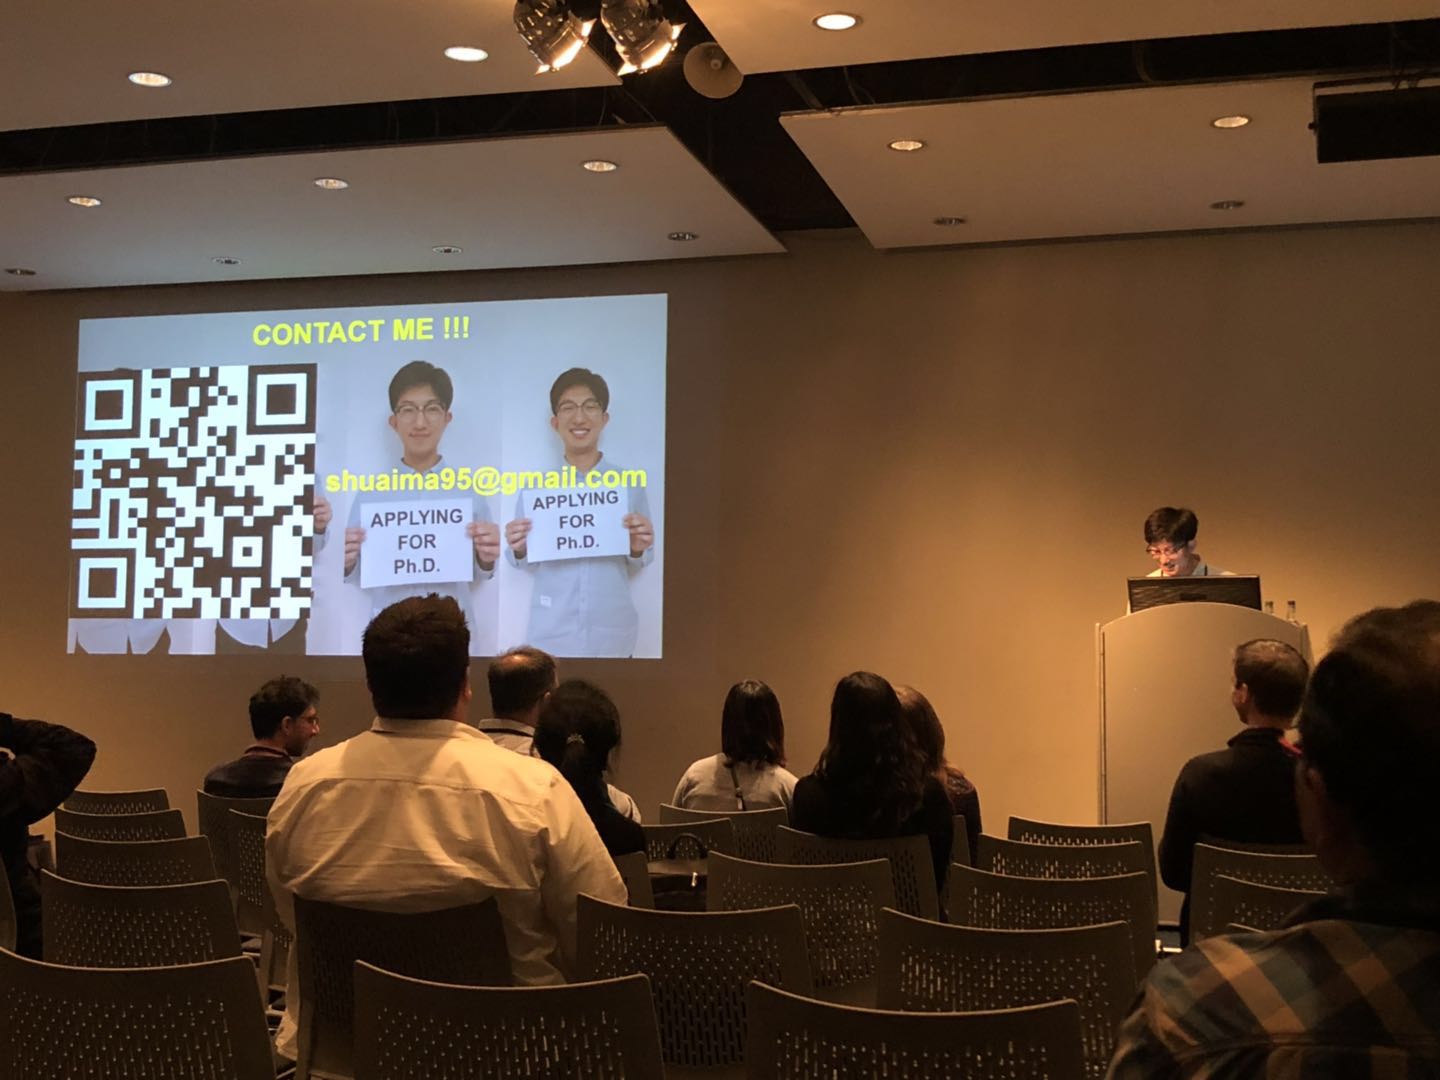 CONTACT ME !!!
shuaima95@gmail.com
APPLYING
FOR
Ph.D.
APPLYING
FOR
Ph.D.